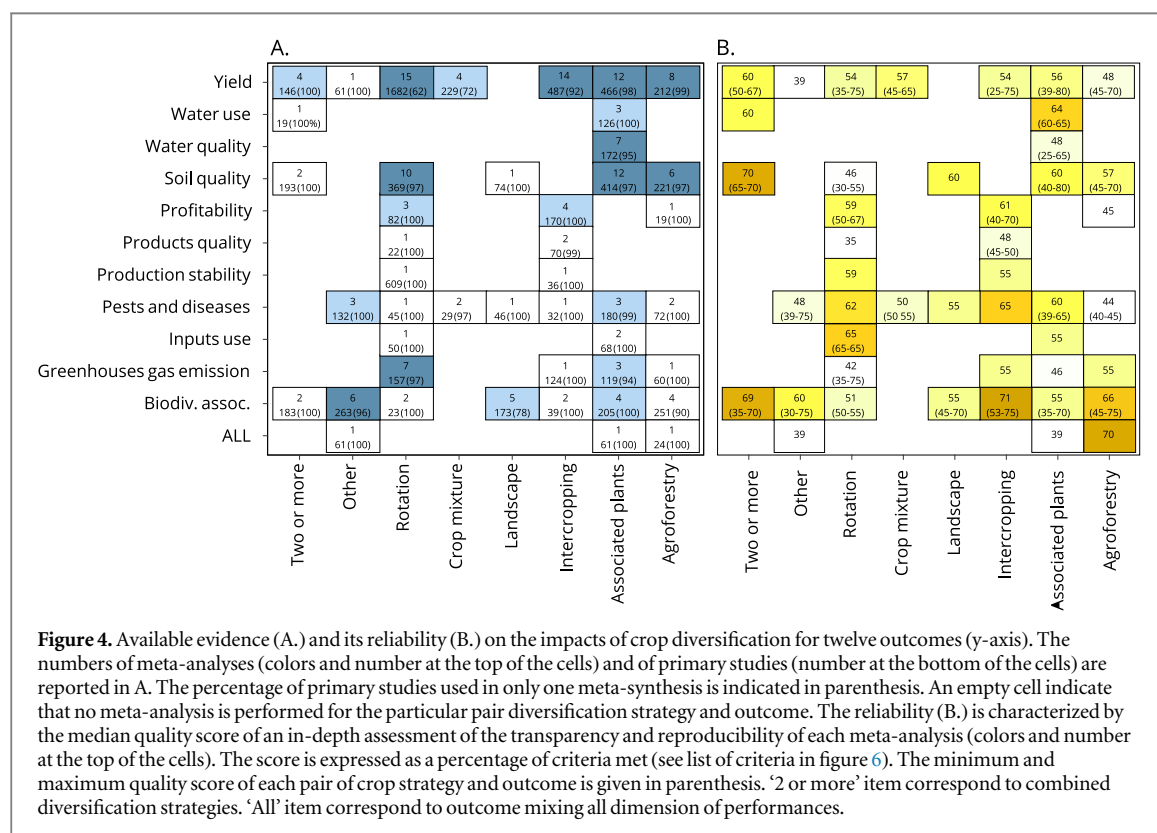 A.
B.
Yield
4 1 15 4 14 12 8
146(100) 61(100) 1682(62) 229(72) 487(92) 466(98) 212(99)
60 39 54 57 54 56 48
(50-67) (35-75) (45-65) (25-75) (39-80) (45-70)
Water use
1 3
19(100%) 126(100)
60 64
(60-65)
Water quality
7
172(95)
48
(25-65)
Soil quality
2 10 1 12 6
193(100) 369(97) 74(100) 414(97) 221(97)
70 46 60 60 57
(65-70) (30-55) (40-80) (45-70)
Profitability
3 4 1
82(100) 170(100) 19(100)
59 61 45
(50-67) (40-70)
Products quality
1 2
22(100) 70(99)
35 48
(45-50)
Production stability
1 1
609(100) 36(100)
59 55
Pests and diseases
3 1 2 1 1 3 2
132(100) 45(100) 29(97) 46(100) 32(100) 180(99) 72(100)
48 62 50 55 65 60 44
(39-75) (50 55) (39-65) (40-45)
Inputs use
1 2
50(100) 68(100)
65 55
(65-65)
Greenhouses gas emission
7 1 3 1
157(97) 124(100) 119(94) 60(100)
42 55 46 55
(35-75)
Biodiv. assoc.
2 6 2 5 2 4 4
183(100) 263(96) 23(100) 173(78) 39(100) 205(100) 251(90)
69 60 51 55 71 55 66
(35-70) (30-75) (50-55) (45-70) (53-75) (35-70) (45-75)
ALL
1 1 1
61(100) 61(100) 24(100)
39 39 70
Two or more
Other
Rotation
Crop mixture
Landscape
Intercropping
Associated plants
Agroforestry
Two or more
Other
Rotation
Crop mixture
Landscape
Intercropping
Associated plants
Agroforestry
Figure 4. Available evidence (A.) and its reliability (B.) on the impacts of crop diversification for twelve outcomes (y-axis). The
numbers of meta-analyses (colors and number at the top of the cells) and of primary studies (number at the bottom of the cells) are
reported in A. The percentage of primary studies used in only one meta-synthesis is indicated in parenthesis. An empty cell indicate
that no meta-analysis is performed for the particular pair diversification strategy and outcome. The reliability (B.) is characterized by
the median quality score of an in-depth assessment of the transparency and reproducibility of each meta-analysis (colors and number
at the top of the cells). The score is expressed as a percentage of criteria met (see list of criteria in figure 6). The minimum and
maximum quality score of each pair of crop strategy and outcome is given in parenthesis. ‘2 or more’ item correspond to combined
diversification strategies. ‘All’ item correspond to outcome mixing all dimension of performances.